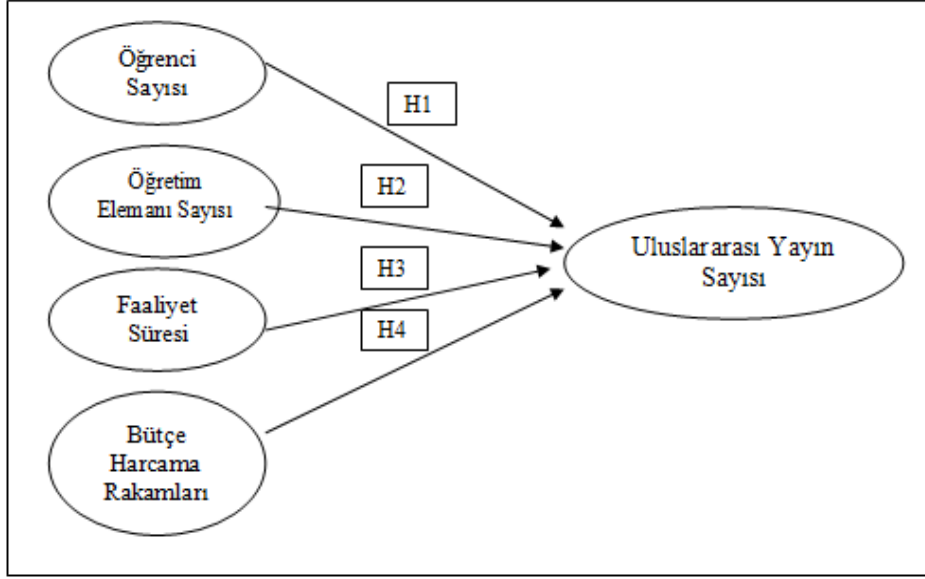 Öğrenci
Sayısı
H1
Öğretim
Elemanı Sayısı
H2
Faaliyet
Süresi
H3
Bütçe
Harcama
Rakamları
H4
Uluslararası Yayın
Sayısı